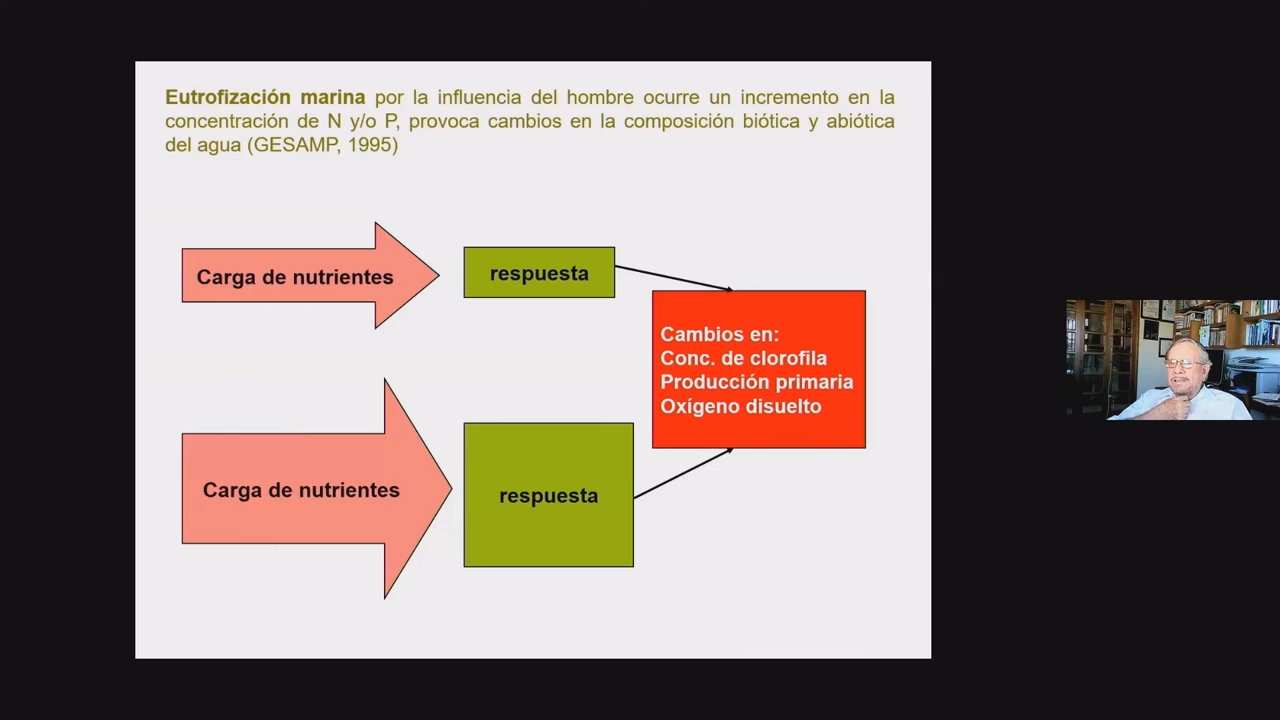 Eutrofización marina por la influencia del hombre ocurre un incremento en la
concentración de N y/o P, provoca cambios en la composición biótica y abiótica
del agua (GESAMP, 1995)
Carga de nutrientes
respuesta
Cambios en:
Conc. de clorofila
Producción primaria
Oxígeno disuelto
Carga de nutrientes
respuesta